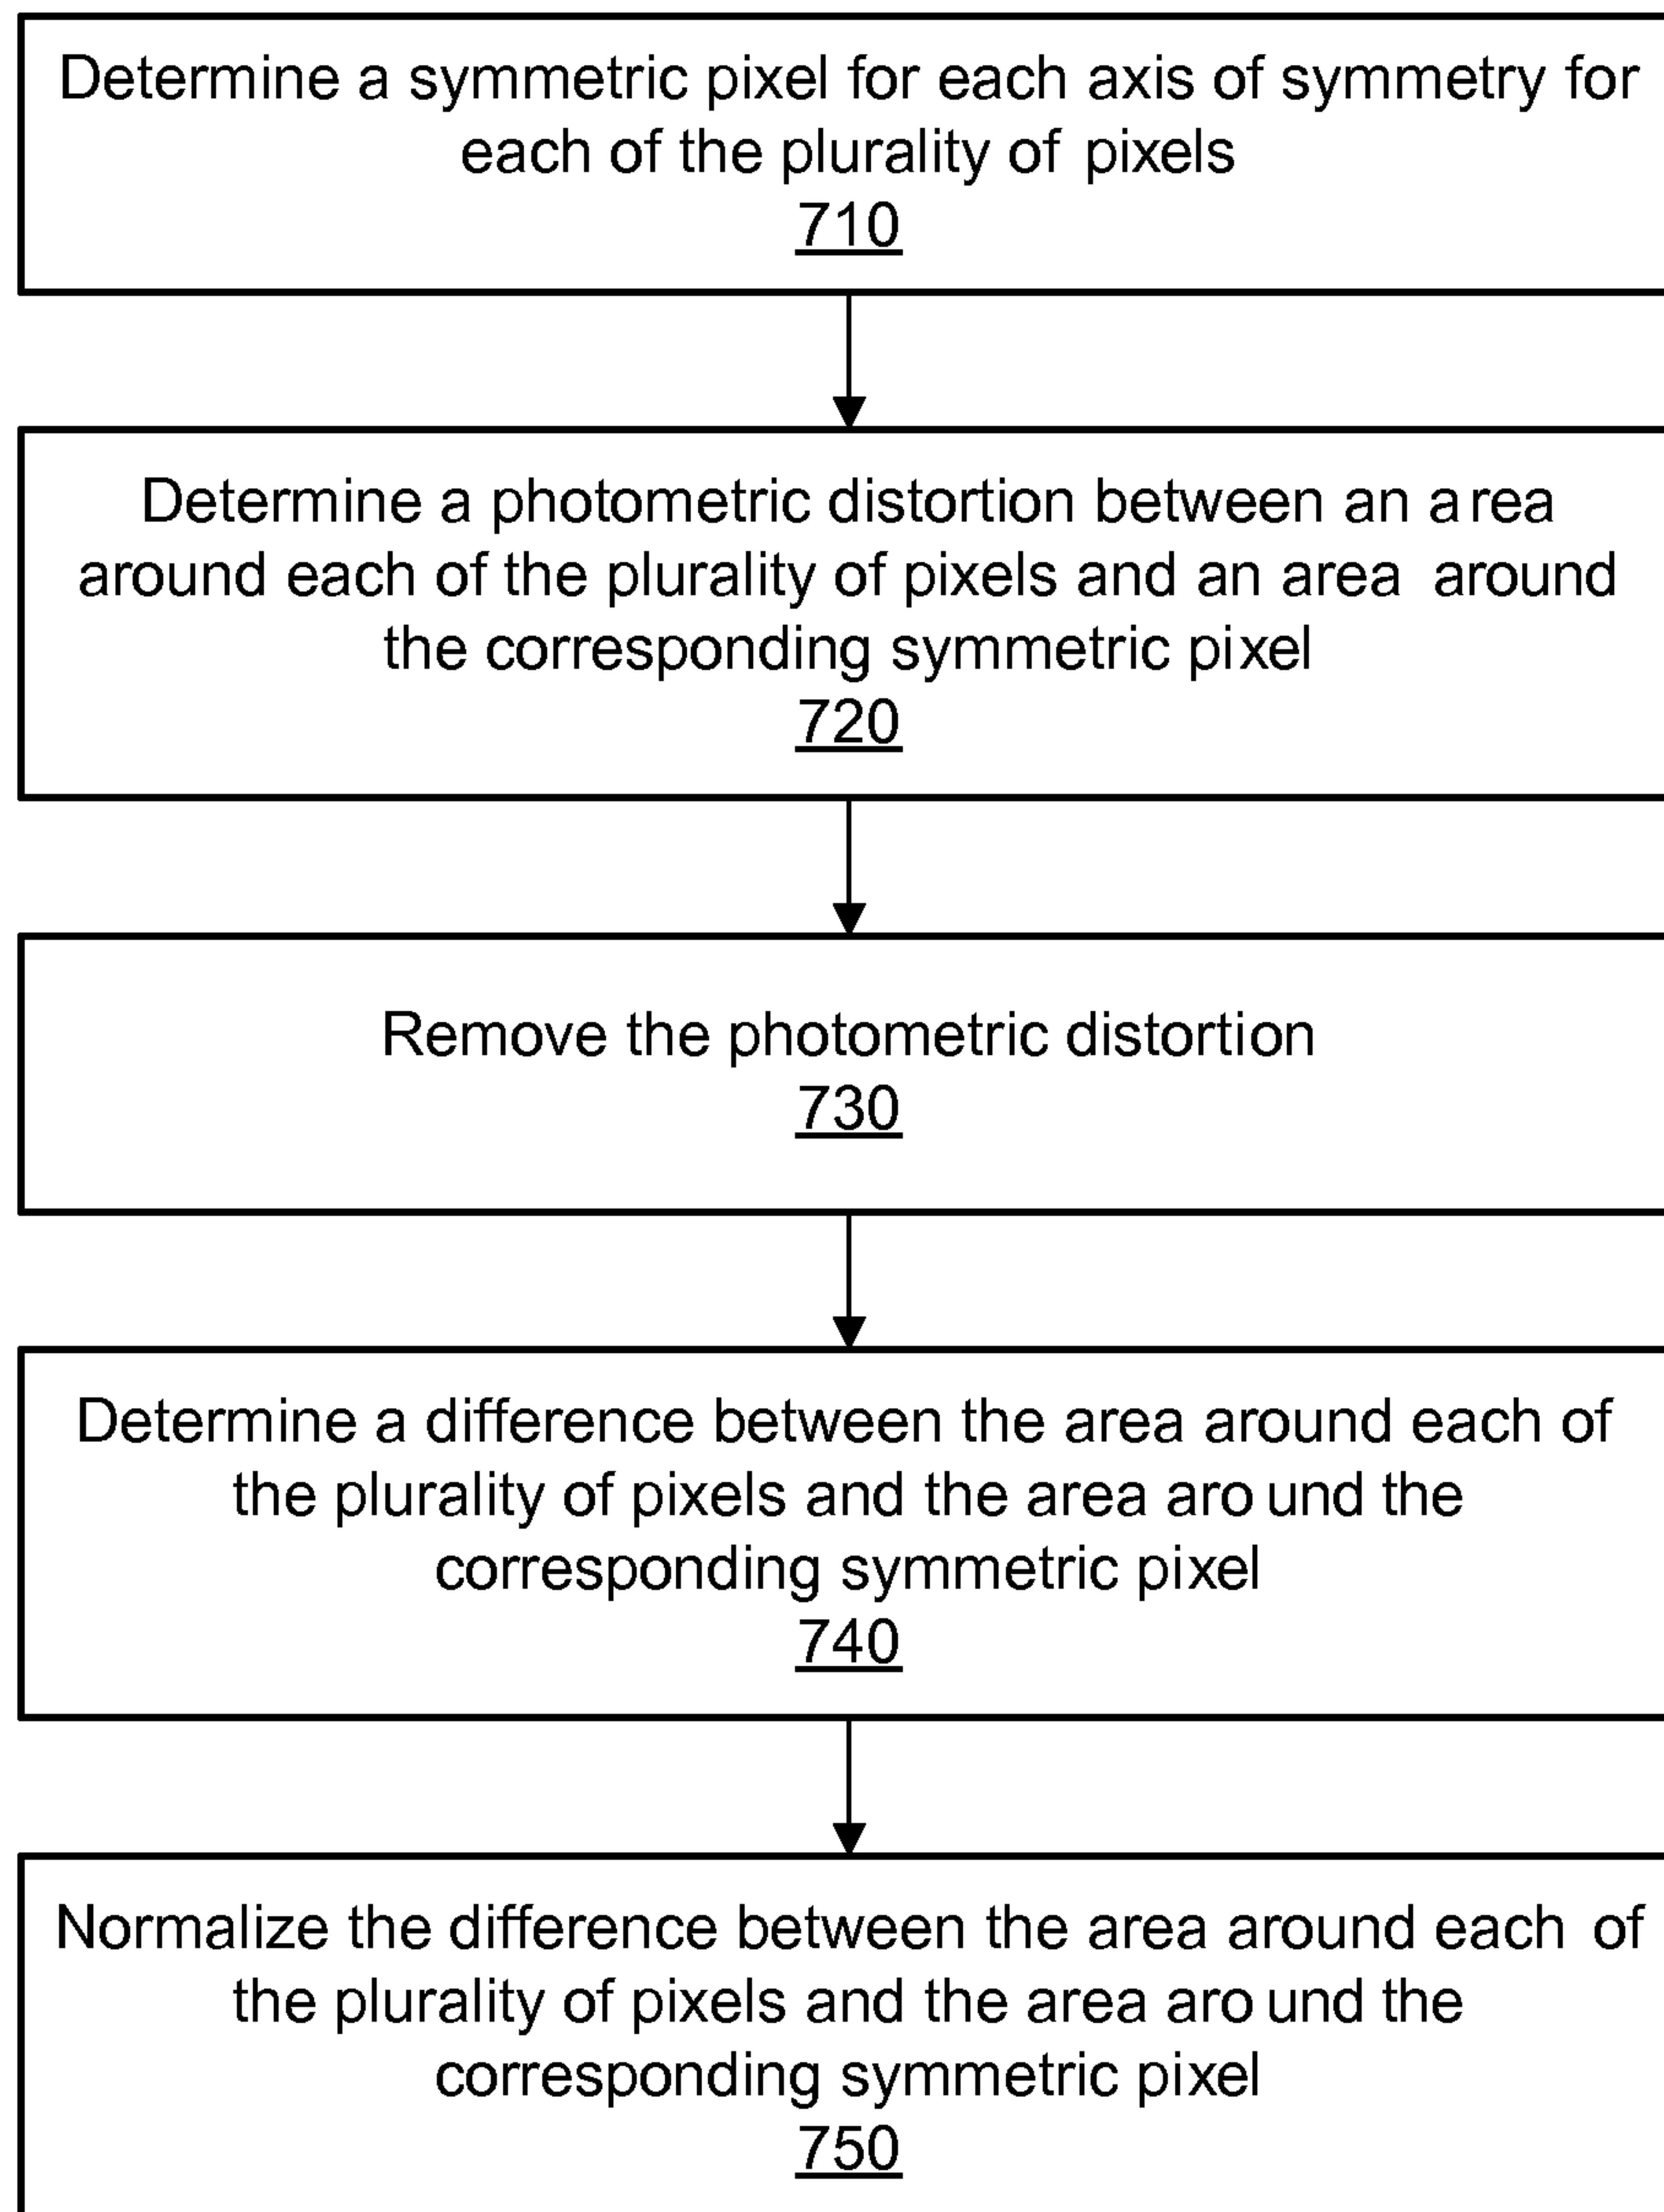 Determine a symmetric pixel for each axis of symmetry for
each of the plurality of pixels
710
Determine a photometric distortion between an area
around each of the plurality of pixels and an area around
the corresponding symmetric pixel
720
Remove the photometric distortion
730
Determine a difference between the area around each of
the plurality of pixels and the area around the
corresponding symmetric pixel
740
Normalize the difference between the area around each of
the plurality of pixels and the area around the
corresponding symmetric pixel
750